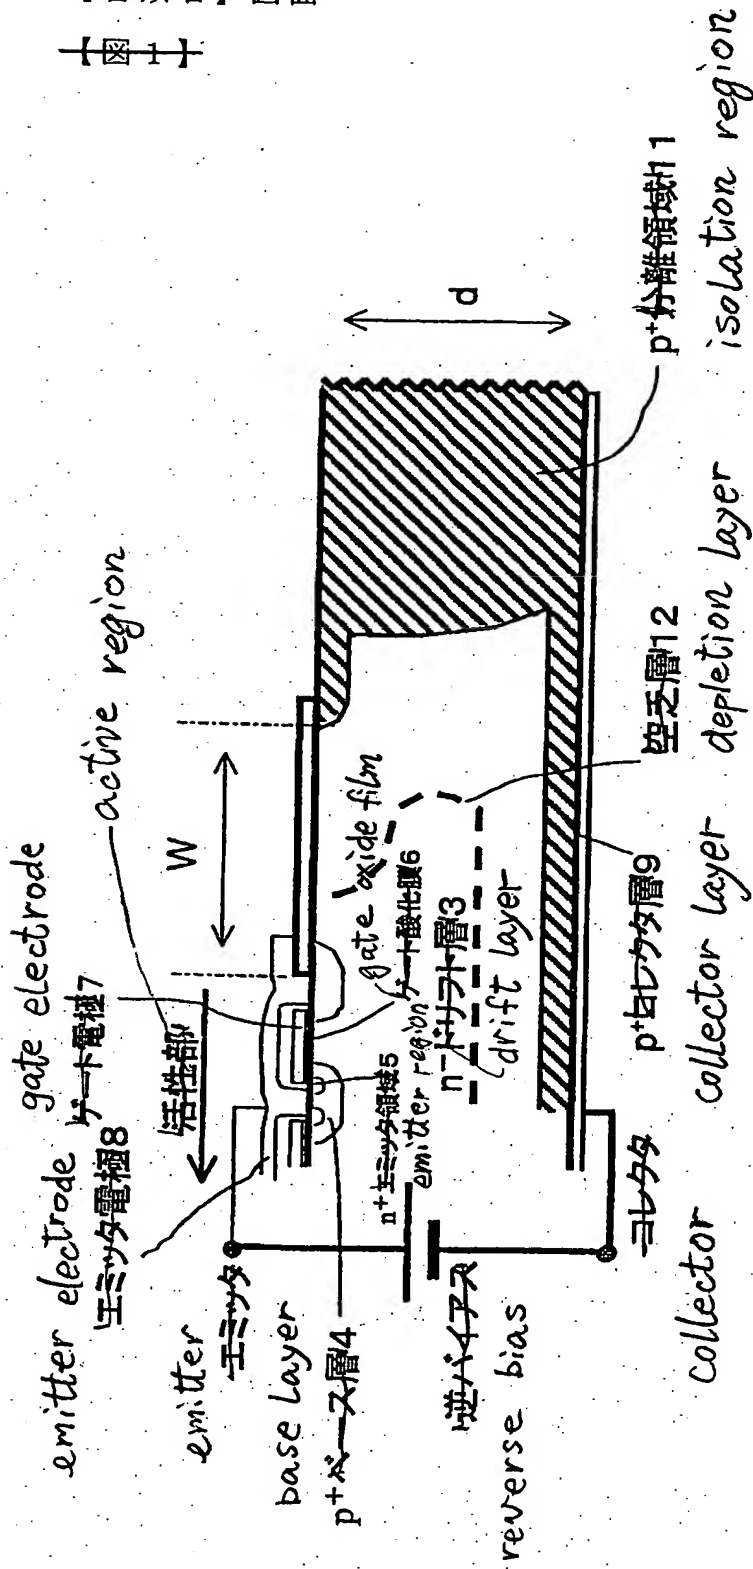 【図1】
gate electrode
ゲート電極7
active region
活性部
emitter electrode
エミッタ電極8
W
d
emitter
エミッタ
base layer
p+ベース層4
gate oxide film
ゲート酸化膜6
n+エミッタ領域5
emitter region
n−ドリフト層3
drift layer
逆バイアス
reverse bias
コレクタ
collector
p+コレクタ層9
collector layer
空乏層12
depletion layer
p+分離領域11
isolation region